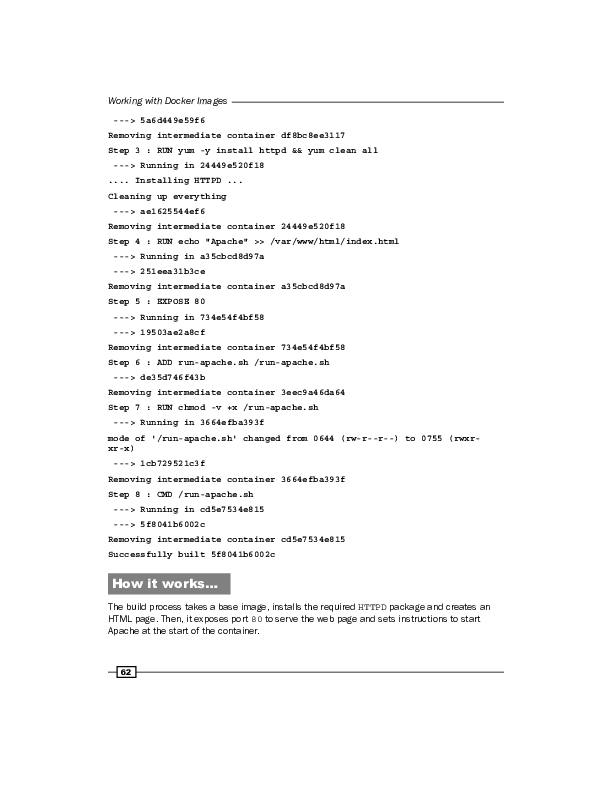 Working with Docker Images
---> 5a6d449e59f6
Removing intermediate container df8bc8ee3117
Step 3 : RUN yum -y install httpd && yum clean all
---> Running in 24449e520f18
.... Installing HTTPD ...
Cleaning up everything
---> ae1625544ef6
Removing intermediate container 24449e520f18
Step 4 : RUN echo "Apache" >> /var/www/html/index.html
---> Running in a35cbcd8d97a
---> 251eea31b3ce
Removing intermediate container a35cbcd8d97a
Step 5 : EXPOSE 80
---> Running in 734e54f4bf58
---> 19503ae2a8cf
Removing intermediate container 734e54f4bf58
Step 6 : ADD run-apache.sh /run-apache.sh
---> de35d746f43b
Removing intermediate container 3eec9a46da64
Step 7 : RUN chmod -v +x /run-apache.sh
---> Running in 3664efba393f
mode of '/run-apache.sh' changed from 0644 (rw-r--r--) to 0755 (rwxr-
xr-x)
---> 1cb729521c3f
Removing intermediate container 3664efba393f
Step 8 : CMD /run-apache.sh
---> Running in cd5e7534e815
---> 5f8041b6002c
Removing intermediate container cd5e7534e815
Successfully built 5f8041b6002c
How it works...
The build process takes a base image, installs the required HTTPD package and creates an
HTML page. Then, it exposes port 80 to serve the web page and sets instructions to start
Apache at the start of the container.
62